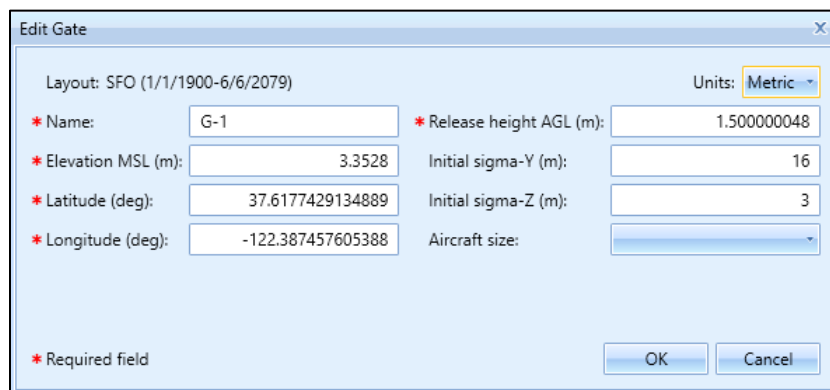 Edit Gate
Layout: SFO (1/1/1900-6/6/2079) Units: Metric
* Name: G-1 * Release height AGL (m): 1.500000048
* Elevation MSL (m): 3.3528 Initial sigma-Y (m): 16
* Latitude (deg): 37.6177429134889 Initial sigma-Z (m): 3
* Longitude (deg): -122.387457605388 Aircraft size:
* Required field OK Cancel